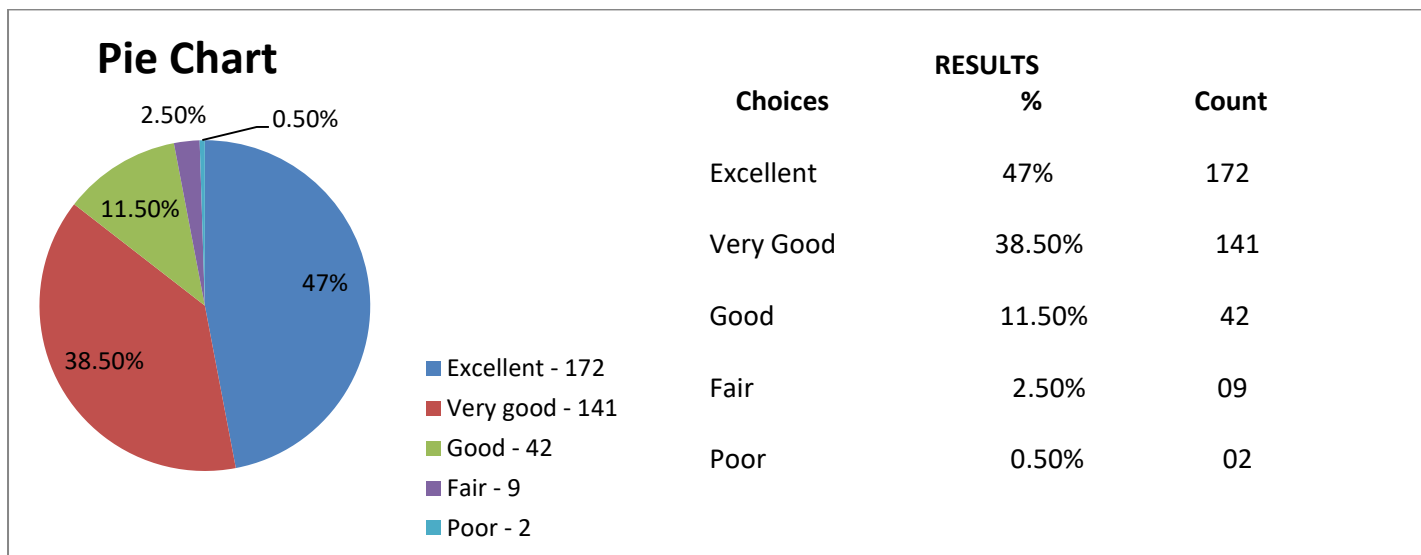 Pie Chart
2.50%
0.50%
11.50%
47%
38.50%
Excellent - 172
Very good - 141
Good - 42
Fair - 9
Poor - 2
RESULTS
Choices % Count
Excellent 47% 172
Very Good 38.50% 141
Good 11.50% 42
Fair 2.50% 09
Poor 0.50% 02